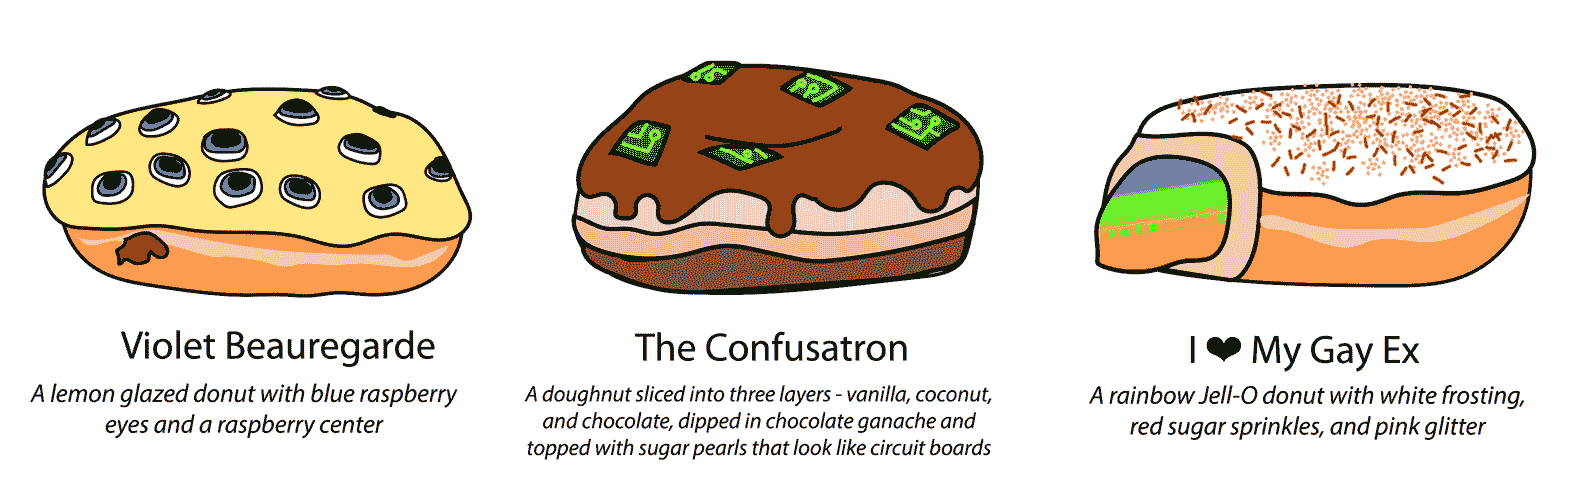 Violet Beauregarde
A lemon glazed donut with blue raspberry
eyes and a raspberry center
The Confusatron
A doughnut sliced into three layers - vanilla, coconut,
and chocolate, dipped in chocolate ganache and
topped with sugar pearls that look like circuit boards
I ❤ My Gay Ex
A rainbow Jell-O donut with white frosting,
red sugar sprinkles, and pink glitter